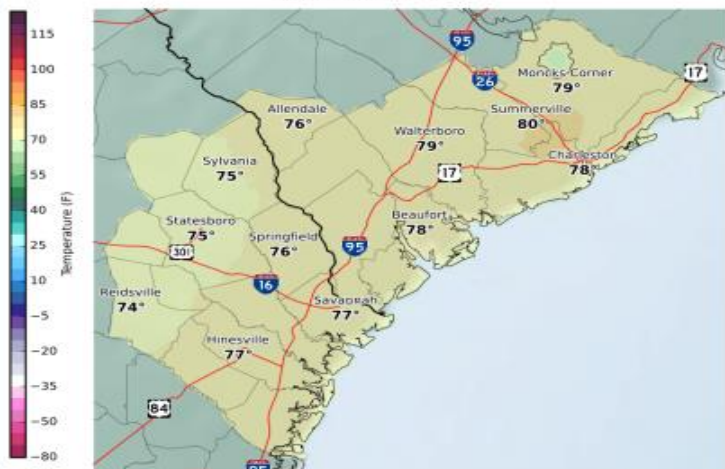 115
100
85
70
55
40
25
10
−5
−20
−35
−50
−65
−80
Temperature (F)
95
17
26
Moncks Corner
79°
Allendale
76°
Summerville
80°
Walterboro
79°
Charleston
78°
Sylvania
75°
17
Beaufort
78°
Statesboro
75°
Springfield
76°
95
301
16
Reidsville
74°
Savannah
77°
Hinesville
77°
84
95